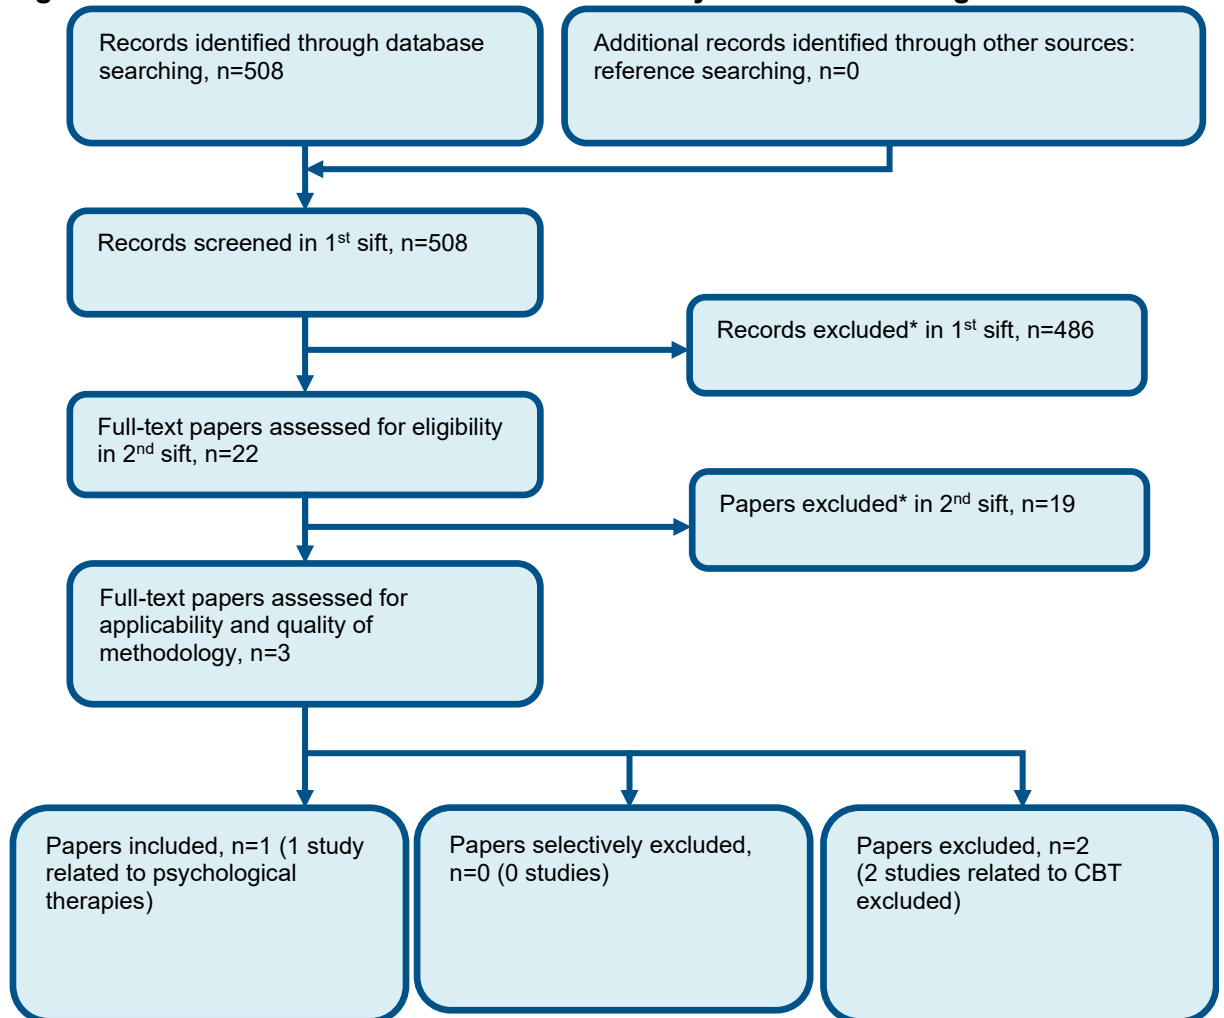 Records identified through database
searching, n=508
Additional records identified through other sources:
reference searching, n=0
Records screened in 1st sift, n=508
Records excluded* in 1st sift, n=486
Full-text papers assessed for eligibility
in 2nd sift, n=22
Papers excluded* in 2nd sift, n=19
Full-text papers assessed for
applicability and quality of
methodology, n=3
Papers included, n=1 (1 study
related to psychological
therapies)
Papers selectively excluded,
n=0 (0 studies)
Papers excluded, n=2
(2 studies related to CBT
excluded)